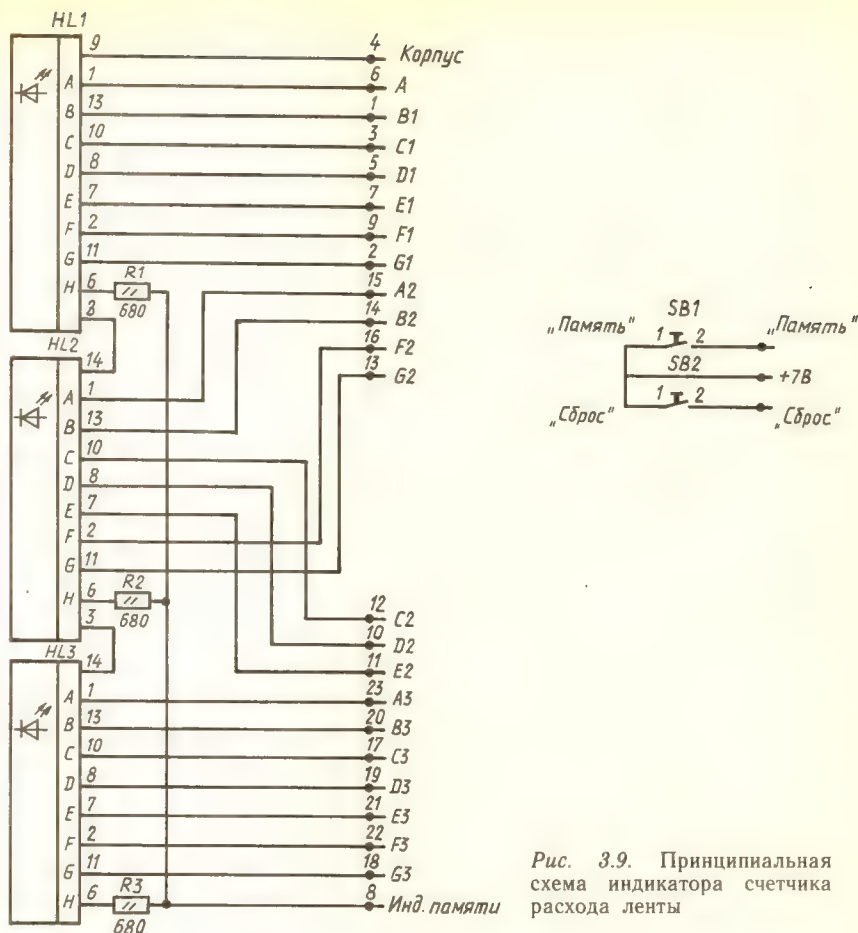 HL1
9
4
Корпус
A 1
6
A
B 13
1
B1
C 10
3
C1
D 8
5
D1
E 7
7
E1
F 2
9
F1
G 11
2
G1
H 6
R1
680
15
A2
3
14
B2
HL2
16
F2
14
13
G2
A 1
B 13
C 10
D 8
E 7
F 2
G 11
H 6
R2
680
12
C2
3
10
D2
HL3
14
11
E2
A 1
23
A3
B 13
20
B3
C 10
17
C3
D 8
19
D3
E 7
21
E3
F 2
22
F3
G 11
18
G3
H 6
R3
680
8
Инд. памяти
SB1
„Память"
1 2
„Память"
SB2
+7В
1 2
„Сброс"
„Сброс"
Рис. 3.9. Принципиальная
схема индикатора счетчика
расхода ленты